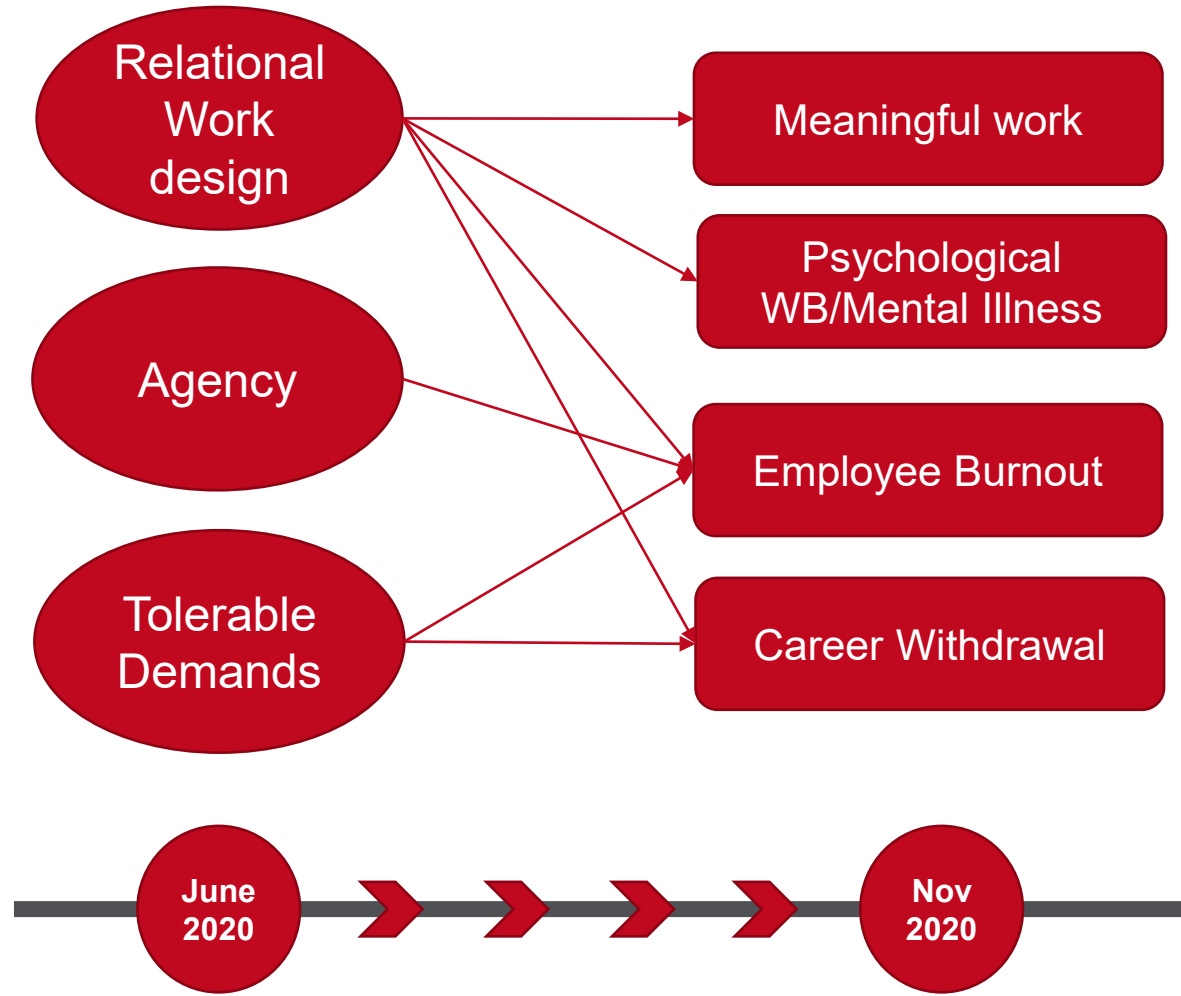 Relational
Work
design
Meaningful work
Psychological
WB/Mental Illness
Agency
Employee Burnout
Tolerable
Demands
Career Withdrawal
June
2020
Nov
2020